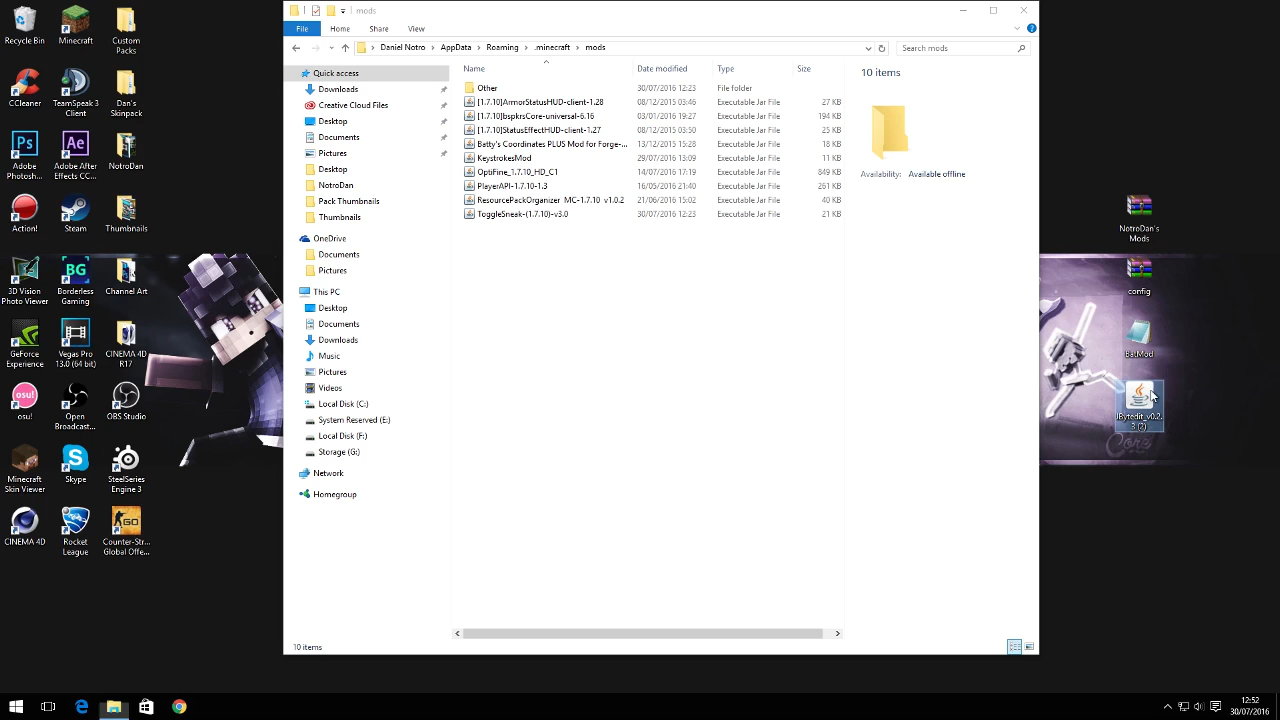 mods
File Home Share View
Daniel Notro AppData Roaming .minecraft mods
Search mods
Name Date modified Type Size
Other 30/07/2016 12:23 File folder
[1.7.10]ArmorStatusHUD-client-1.28 08/12/2015 03:46 Executable Jar File 27 KB
[1.7.10]bspkrsCore-universal-6.16 03/01/2016 19:27 Executable Jar File 194 KB
[1.7.10]StatusEffectHUD-client-1.27 08/12/2015 03:50 Executable Jar File 25 KB
Batty's Coordinates PLUS Mod for Forge-... 13/12/2015 15:28 Executable Jar File 18 KB
KeystrokesMod 29/07/2016 13:09 Executable Jar File 11 KB
OptiFine_1.7.10_HD_C1 14/07/2016 17:19 Executable Jar File 849 KB
PlayerAPI-1.7.10-1.3 16/05/2016 21:40 Executable Jar File 261 KB
ResourcePackOrganizer_MC-1.7.10_v1.0.2 21/06/2016 15:02 Executable Jar File 40 KB
ToggleSneak-(1.7.10)-v3.0 30/07/2016 12:23 Executable Jar File 21 KB
10 items
Availability: Available offline
Quick access
Downloads
Creative Cloud Files
Desktop
Documents
Pictures
Desktop
NotroDan
Pack Thumbnails
Thumbnails
OneDrive
Documents
Pictures
This PC
Desktop
Documents
Downloads
Music
Pictures
Videos
Local Disk (C:)
System Reserved (E:)
Local Disk (F:)
Storage (G:)
Network
Homegroup
10 items
Recycle Bin
Minecraft
Custom
Packs
CCleaner
TeamSpeak 3
Client
Dan's
Skinpack
Adobe
Photosh...
Adobe After
Effects CC...
NotroDan
Action!
Steam
Thumbnails
3D Vision
Photo Viewer
Borderless
Gaming
Channel Art
GeForce
Experience
Vegas Pro
13.0 (64 bit)
CINEMA 4D
R17
osu!
Open
Broadcast...
OBS Studio
Minecraft
Skin Viewer
Skype
SteelSeries
Engine 3
CINEMA 4D
Rocket
League
Counter-Str...
Global Offe...
NotroDan's
Mods
config
BatMod
JBytedit_v0.2.
3 (2)
Core
12:52
30/07/2016